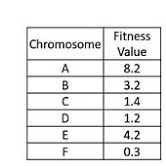 Chromosome Fitness Value
A 8.2
B 3.2
C 1.4
D 1.2
E 4.2
F 0.3